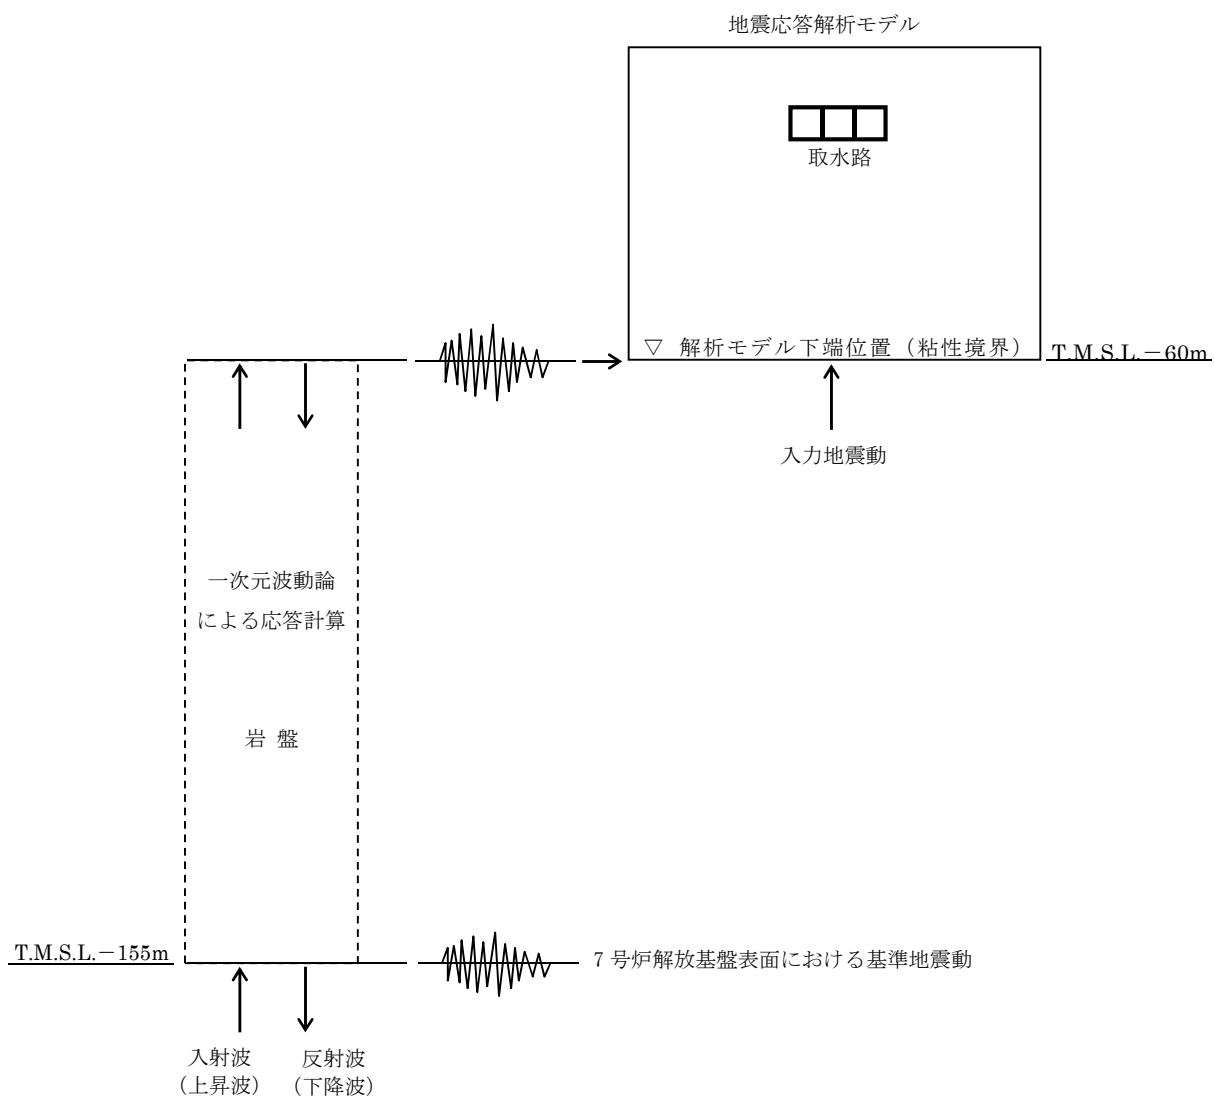 地震応答解析モデル
取水路
▽ 解析モデル下端位置（粘性境界）
T.M.S.L.－60m
入力地震動
一次元波動論
による応答計算
岩 盤
T.M.S.L.－155m
7 号炉解放基盤表面における基準地震動
入射波
（上昇波）
反射波
（下降波）